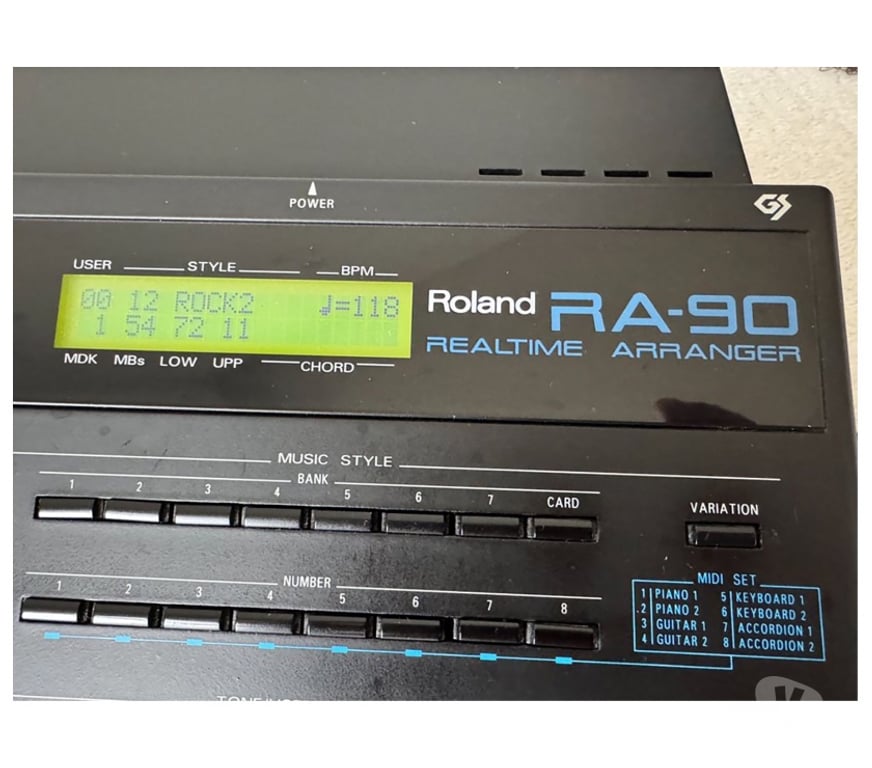 POWER
GS
USER STYLE BPM
00 12 ROCK2 ♩=118
1 54 72 11
MDK MBs LOW UPP CHORD
Roland RA-90
REALTIME ARRANGER
MUSIC STYLE
BANK
1 2 3 4 5 6 7 CARD
VARIATION
NUMBER
1 2 3 4 5 6 7 8
MIDI SET
1 PIANO 1 5 KEYBOARD 1
2 PIANO 2 6 KEYBOARD 2
3 GUITAR 1 7 ACCORDION 1
4 GUITAR 2 8 ACCORDION 2